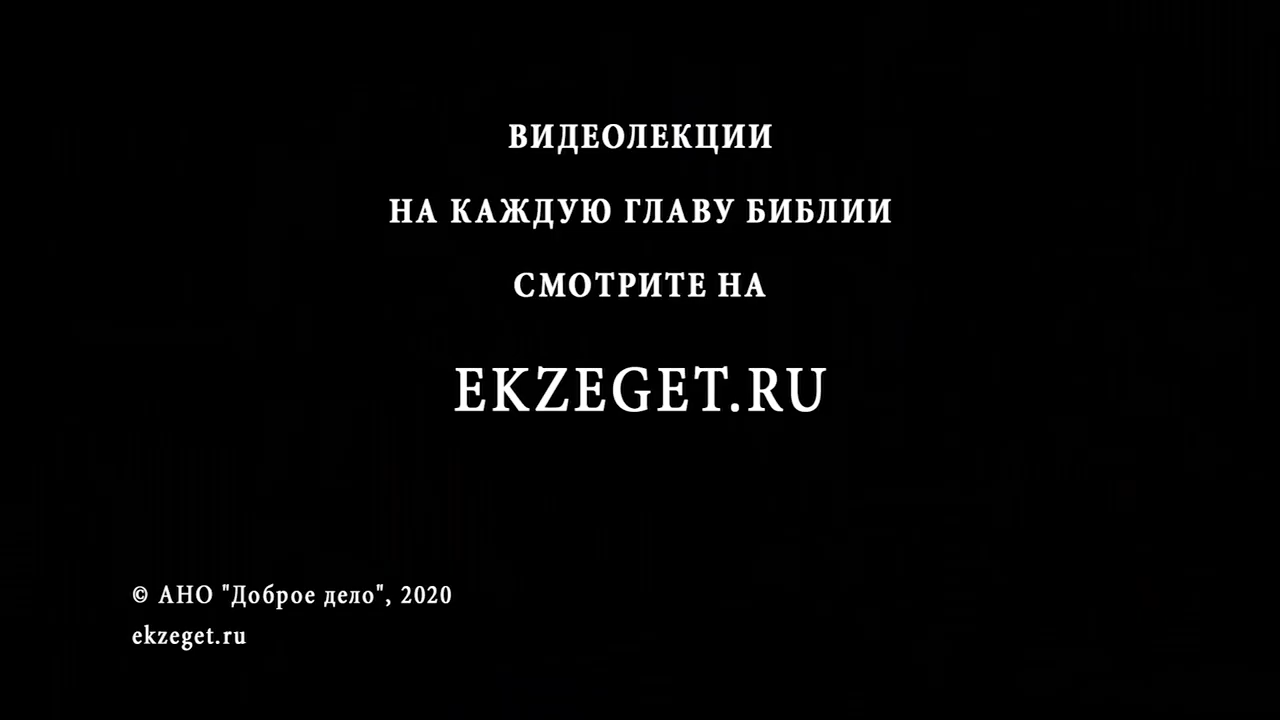 ВИДЕОЛЕКЦИИ
НА КАЖДУЮ ГЛАВУ БИБЛИИ
СМОТРИТЕ НА
EKZEGET.RU
© АНО "Доброе дело", 2020
ekzeget.ru